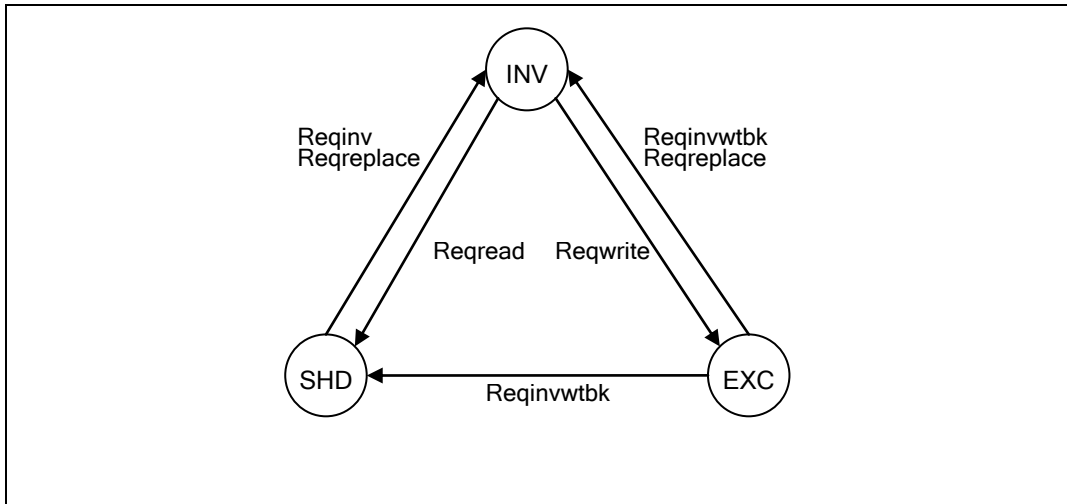 INV
Reqinv
Reqreplace
Reqinvwtbk
Reqreplace
Reqread
Reqwrite
SHD
EXC
Reqinvwtbk